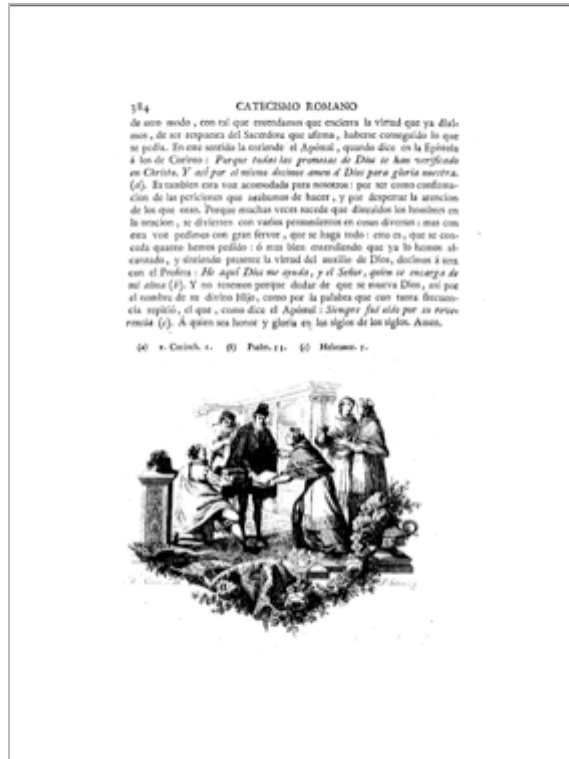 384 CATECISMO ROMANO
de otro modo, con tal que entendamos que encierra la virtud que ya dixi-
mos, de ser respuesta del Sacerdote que afirma, haberse conseguido lo que
se pedia. En este sentido la entiende el Apóstol, quando dice en la Epístola
á los de Corinto: Porque todas las promesas de Dios se han verificado
en Christo. Y así por el mismo decimos amen á Dios para gloria nuestra.
(a). Es tambien esta voz acomodada para nosotros: por ser como confirma-
cion de las peticiones que acabamos de hacer, y por despertar la atencion
de los que oran. Porque muchas veces sucede que distraidos los hombres en
la oracion, se divierten con varios pensamientos en cosas diversas: mas con
esta voz pedimos con gran fervor, que se haga todo: esto es, que se con-
ceda quanto hemos pedido: ó mas bien entendiendo que ya lo hemos al-
canzado, y sintiendo presente la virtud del auxilio de Dios, decimos á una
con el Profeta: He aquí Dios me ayuda, y el Señor, quien se encarga de
mi alma (b). Y no tenemos porque dudar de que se mueva Dios, así por
el nombre de su divino Hijo, como por la palabra que con tanta frecuen-
cia repitió, el que, como dice el Apóstol: Siempre fué oido por su reve-
rencia (c). Á quien sea honor y gloria en los siglos de los siglos. Amen.
(a) 2. Corinth. 1. (b) Psalm. 53. (c) Hebraeor. 5.